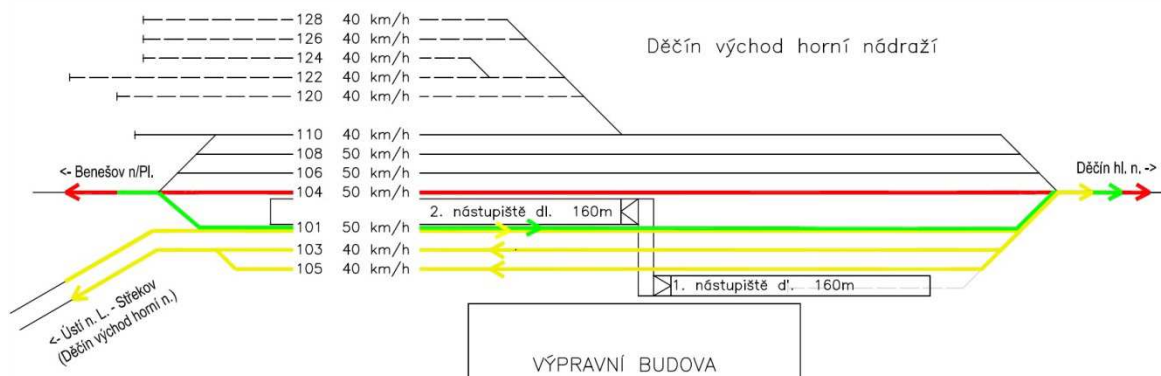 128 40 km/h
Děčín východ horní nádraží
126 40 km/h
124 40 km/h
122 40 km/h
120 40 km/h
110 40 km/h
108 50 km/h
<- Benešov n/Pl.
106 50 km/h
Děčín hl. n. ->
104 50 km/h
2. nástupiště dl. 160m
101 50 km/h
103 40 km/h
105 40 km/h
1. nástupiště ď. 160m
<- Ústí n. L. - Střekov
(Děčín východ horní n.)
VÝPRAVNÍ BUDOVA